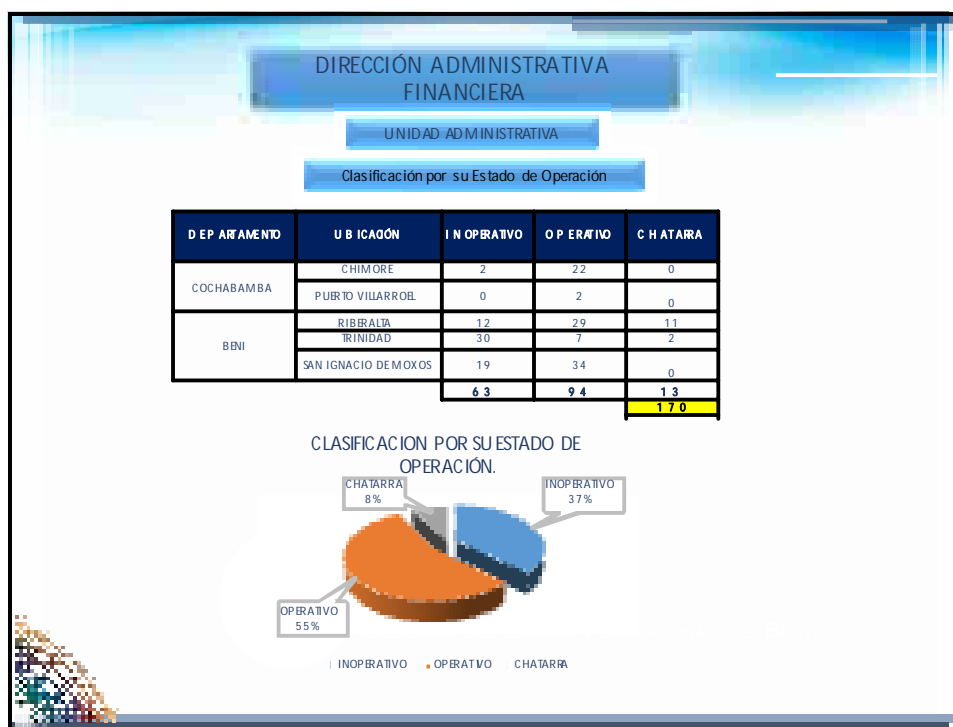 DIRECCIÓN ADMINISTRATIVA
FINANCIERA
UNIDAD ADMINISTRATIVA
Clasificación por su Estado de Operación
DEPARTAMENTO UBICACIÓN INOPERATIVO OPERATIVO CHATARRA
COCHABAMBA CHIMORE 2 22 0
PUERTO VILLARROEL 0 2 0
BENI RIBERALTA 12 29 11
TRINIDAD 30 7 2
SAN IGNACIO DE MOXOS 19 34 0
63 94 13
170
CLASIFICACION POR SU ESTADO DE
OPERACIÓN.
CHATARRA
8%
INOPERATIVO
37%
OPERATIVO
55%
INOPERATIVO OPERATIVO CHATARRA